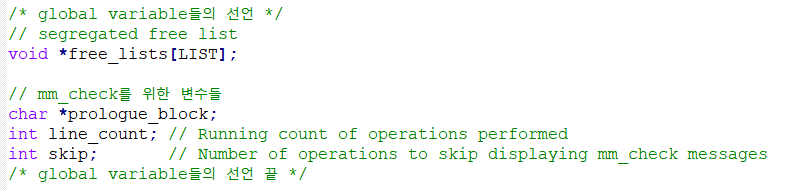 /* global variable들의 선언 */
// segregated free list
void *free_lists[LIST];
// mm_check를 위한 변수들
char *prologue_block;
int line_count; // Running count of operations performed
int skip;       // Number of operations to skip displaying mm_check messages
/* global variable들의 선언 끝 */